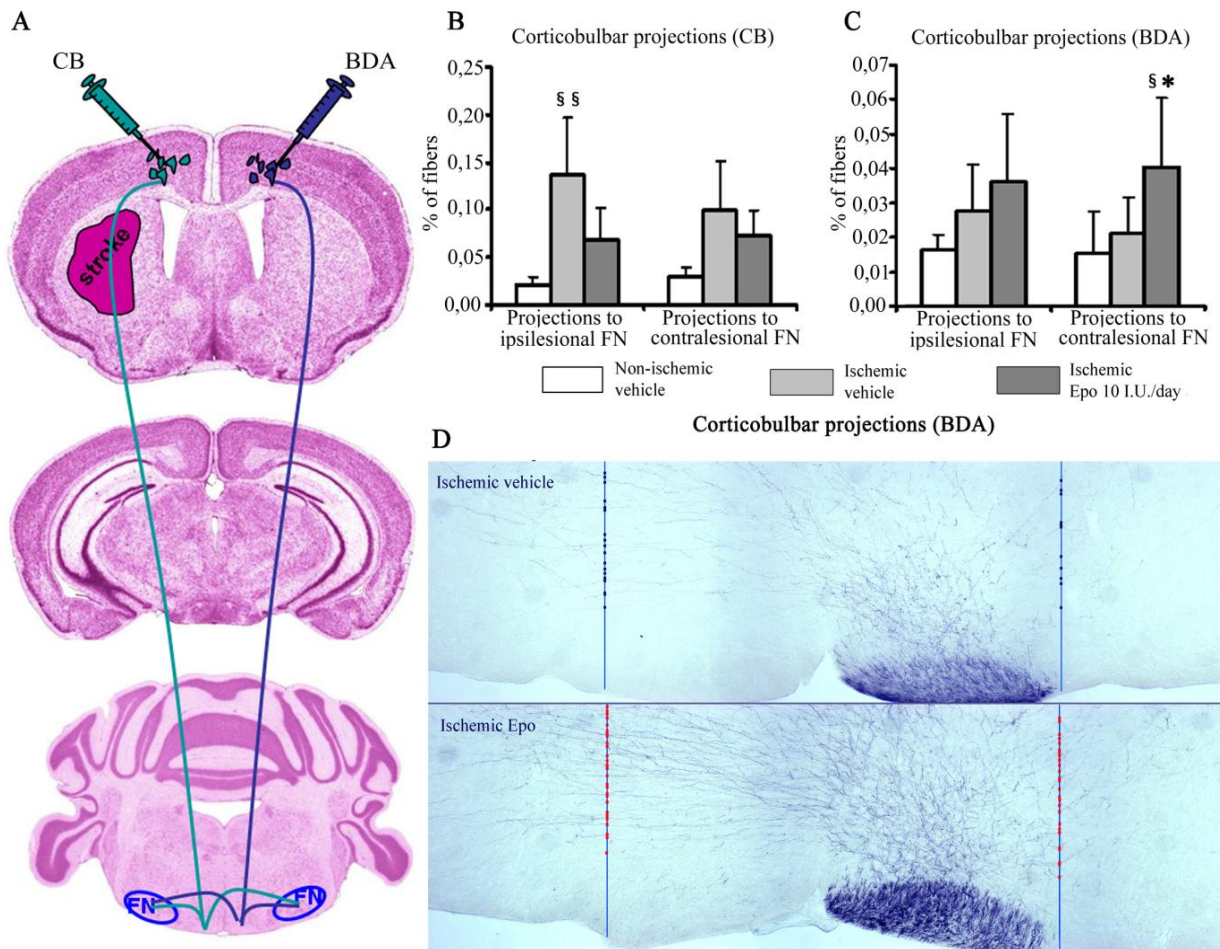 A
CB
BDA
stroke
FN
FN
B
Corticobulbar projections (CB)
% of fibers
0,25
0,20
0,15
0,10
0,05
0,00
§ §
Projections to
ipsilesional FN
Projections to
contralesional FN
C
Corticobulbar projections (BDA)
% of fibers
0,07
0,06
0,05
0,04
0,03
0,02
0,01
0,00
§ *
Projections to
ipsilesional FN
Projections to
contralesional FN
Non-ischemic
vehicle
Ischemic
vehicle
Ischemic
Epo 10 I.U./day
D
Corticobulbar projections (BDA)
Ischemic vehicle
Ischemic Epo